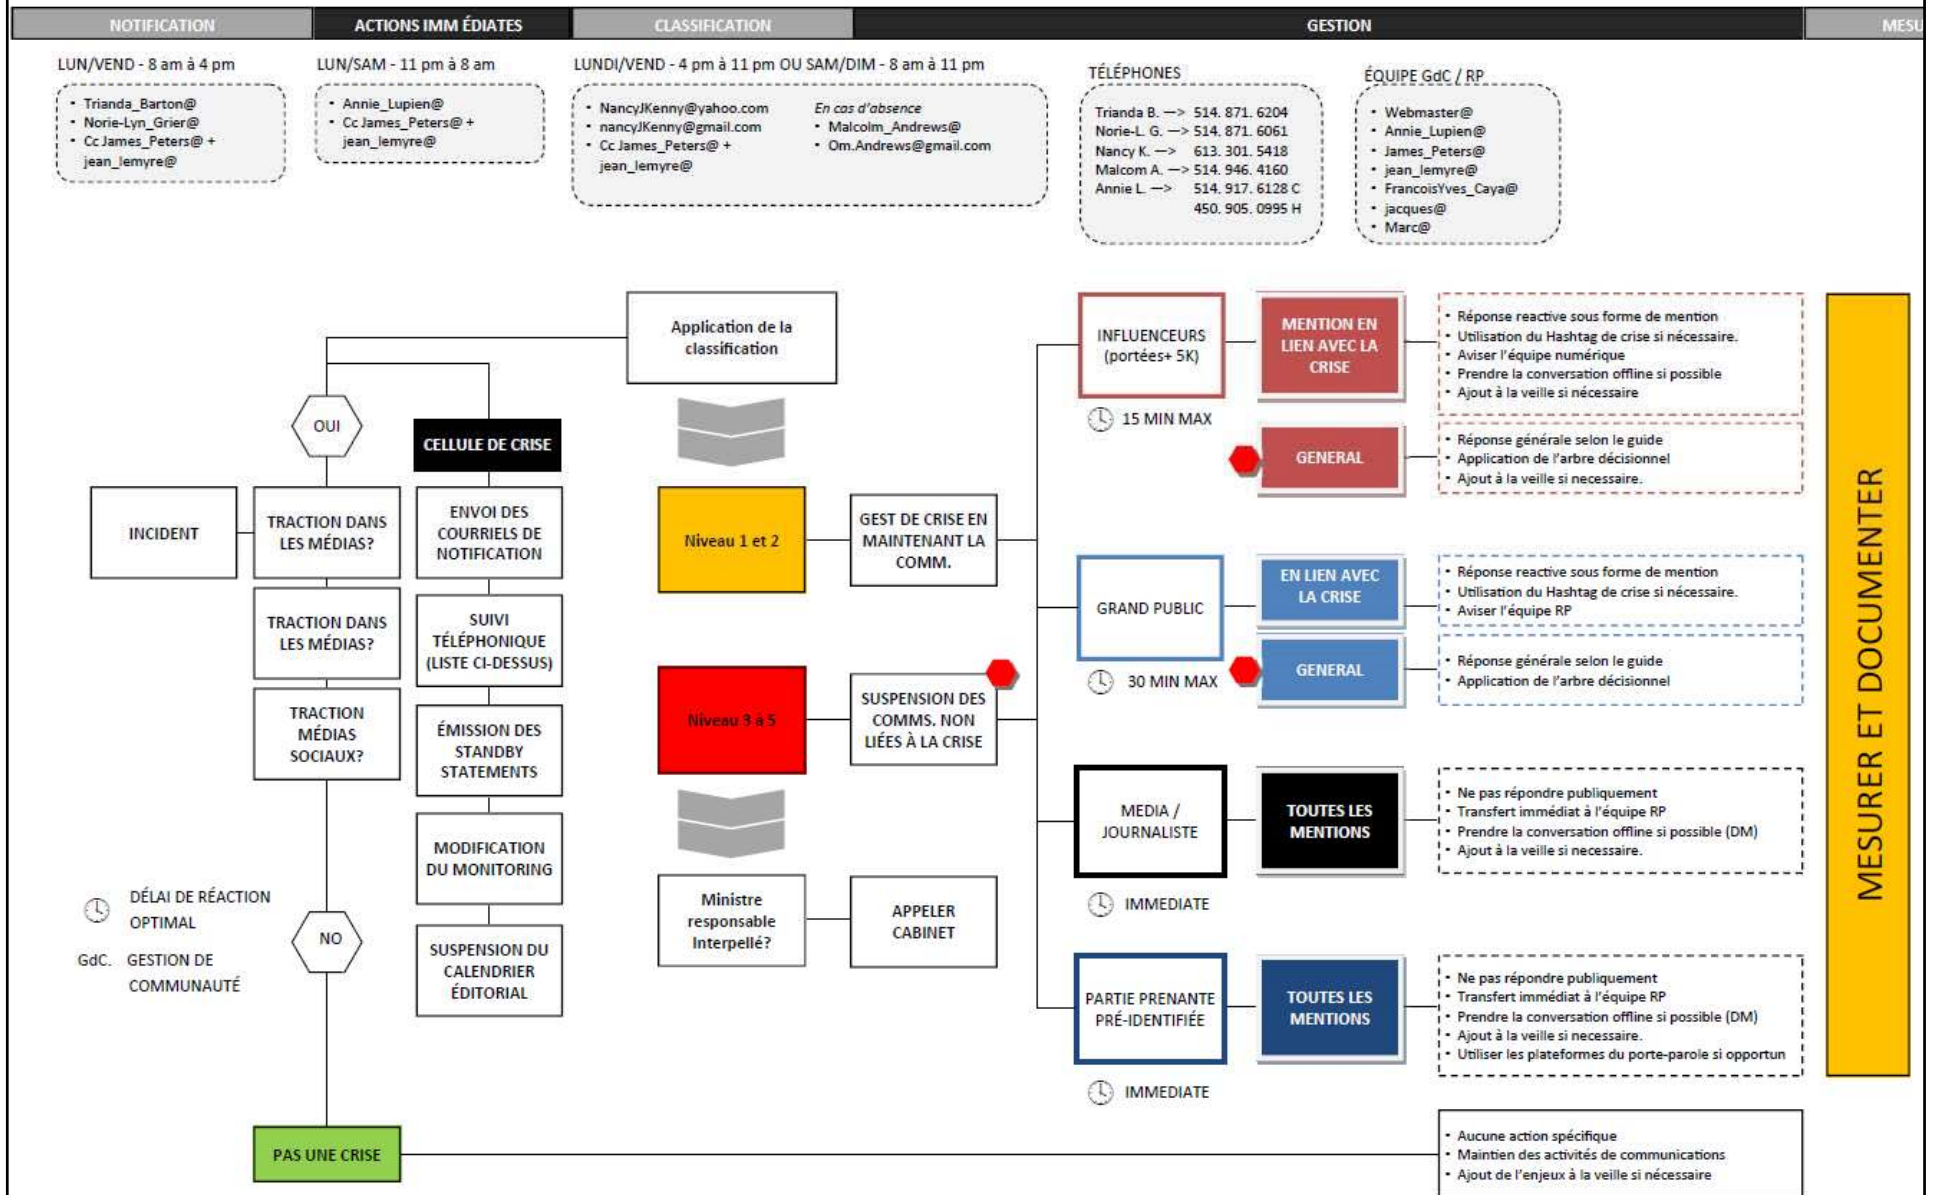 NOTIFICATION
ACTIONS IMM ÉDIATES
CLASSIFICATION
GESTION
MESU
LUN/VEND - 8 am à 4 pm
• Trianda_Barton@
• Norie-Lyn_Grier@
• Cc James_Peters@ +
jean_lemyre@
LUN/SAM - 11 pm à 8 am
• Annie_Lupien@
• Cc James_Peters@ +
jean_lemyre@
LUNDI/VEND - 4 pm à 11 pm OU SAM/DIM - 8 am à 11 pm
• NancyJKenny@yahoo.com
• nancyJKenny@gmail.com
• Cc James_Peters@ +
jean_lemyre@
En cas d'absence
• Malcolm_Andrews@
• Om.Andrews@gmail.com
TÉLÉPHONES
Trianda B. —> 514. 871. 6204
Norie-L. G. —> 514. 871. 6061
Nancy K. —> 613. 301. 5418
Malcom A. —> 514. 946. 4160
Annie L. —> 514. 917. 6128 C
450. 905. 0995 H
ÉQUIPE GdC / RP
• Webmaster@
• Annie_Lupien@
• James_Peters@
• jean_lemyre@
• FrancoisYves_Caya@
• jacques@
• Marc@
INCIDENT
OUI
TRACTION DANS
LES MÉDIAS?
TRACTION DANS
LES MÉDIAS?
TRACTION
MÉDIAS
SOCIAUX?
NO
PAS UNE CRISE
DÉLAI DE RÉACTION
OPTIMAL
GdC. GESTION DE
COMMUNAUTÉ
CELLULE DE CRISE
ENVOI DES
COURRIELS DE
NOTIFICATION
SUIVI
TÉLÉPHONIQUE
(LISTE CI-DESSUS)
ÉMISSION DES
STANDBY
STATEMENTS
MODIFICATION
DU MONITORING
SUSPENSION DU
CALENDRIER
ÉDITORIAL
Application de la
classification
Niveau 1 et 2
GEST DE CRISE EN
MAINTENANT LA
COMM.
Niveau 3 à 5
SUSPENSION DES
COMMS. NON
LIÉES À LA CRISE
Ministre
responsable
Interpellé?
APPELER
CABINET
INFLUENCEURS
(portées+ 5K)
15 MIN MAX
MENTION EN
LIEN AVEC LA
CRISE
• Réponse reactive sous forme de mention
• Utilisation du Hashtag de crise si nécessaire.
• Aviser l'équipe numérique
• Prendre la conversation offline si possible
• Ajout à la veille si nécessaire
GENERAL
• Réponse générale selon le guide
• Application de l'arbre décisionnel
• Ajout à la veille si necessaire.
GRAND PUBLIC
30 MIN MAX
EN LIEN AVEC
LA CRISE
• Réponse reactive sous forme de mention
• Utilisation du Hashtag de crise si nécessaire.
• Aviser l'équipe RP
GENERAL
• Réponse générale selon le guide
• Application de l'arbre décisionnel
MEDIA /
JOURNALISTE
IMMEDIATE
TOUTES LES
MENTIONS
• Ne pas répondre publiquement
• Transfert immédiat à l'équipe RP
• Prendre la conversation offline si possible (DM)
• Ajout à la veille si necessaire.
PARTIE PRENANTE
PRÉ-IDENTIFIÉE
IMMEDIATE
TOUTES LES
MENTIONS
• Ne pas répondre publiquement
• Transfert immédiat à l'équipe RP
• Prendre la conversation offline si possible (DM)
• Ajout à la veille si necessaire.
• Utiliser les plateformes du porte-parole si opportun
• Aucune action spécifique
• Maintien des activités de communications
• Ajout de l'enjeux à la veille si nécessaire
MESURER ET DOCUMENTER